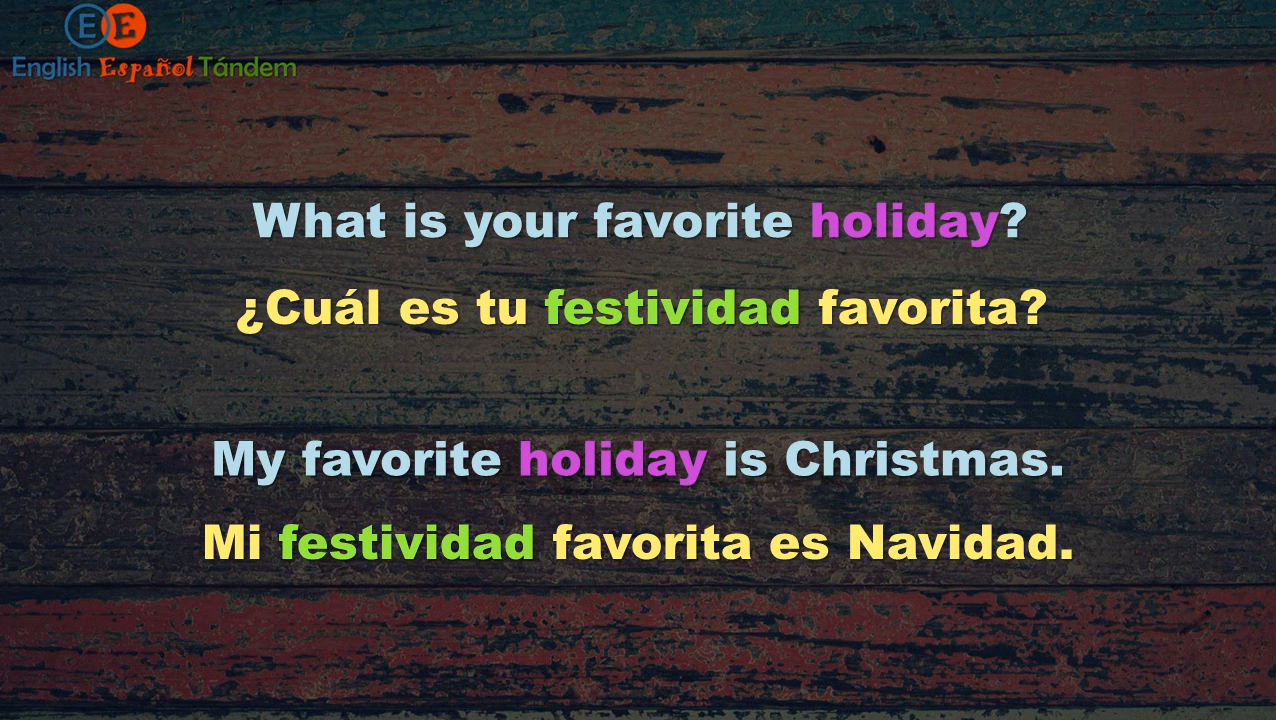 EE
English Español Tándem
What is your favorite holiday?
¿Cuál es tu festividad favorita?
My favorite holiday is Christmas.
Mi festividad favorita es Navidad.